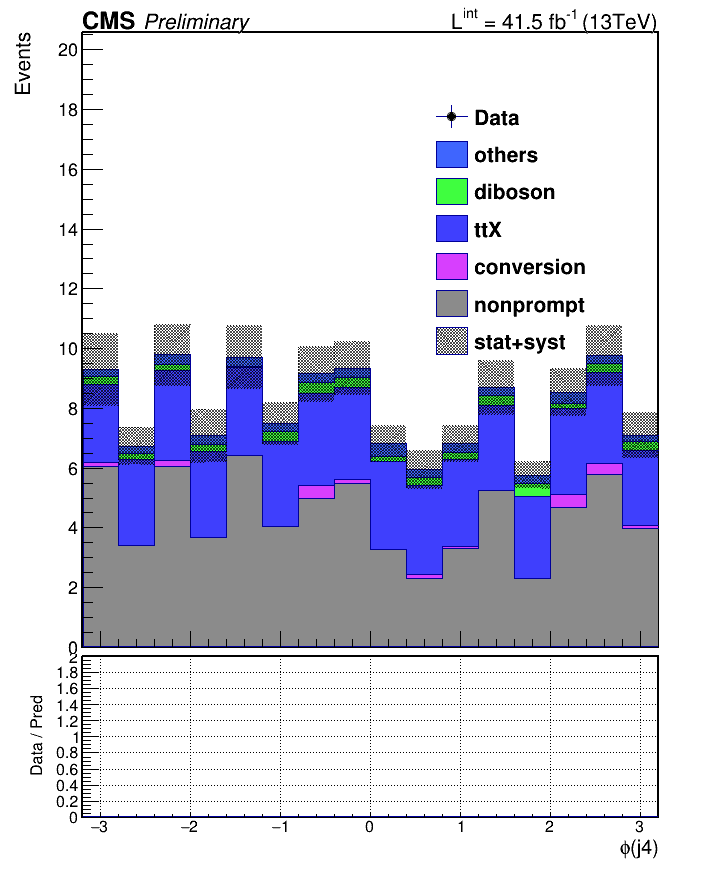 CMS Preliminary L^int = 41.5 fb^-1 (13TeV)
Events
20
18
16
14
12
10
8
6
4
2
0
Data
others
diboson
ttX
conversion
nonprompt
stat+syst
Data / Pred
2
1.8
1.6
1.4
1.2
1
0.8
0.6
0.4
0.2
0
−3 −2 −1 0 1 2 3
ϕ(j4)